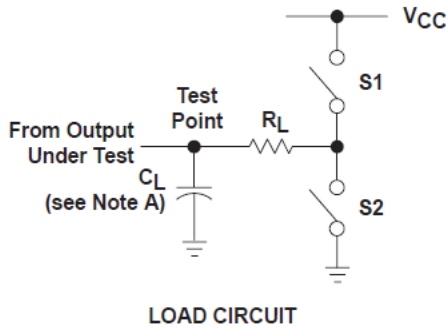 VCC
S1
Test
Point
RL
From Output
Under Test
CL
(see Note A)
S2
LOAD CIRCUIT